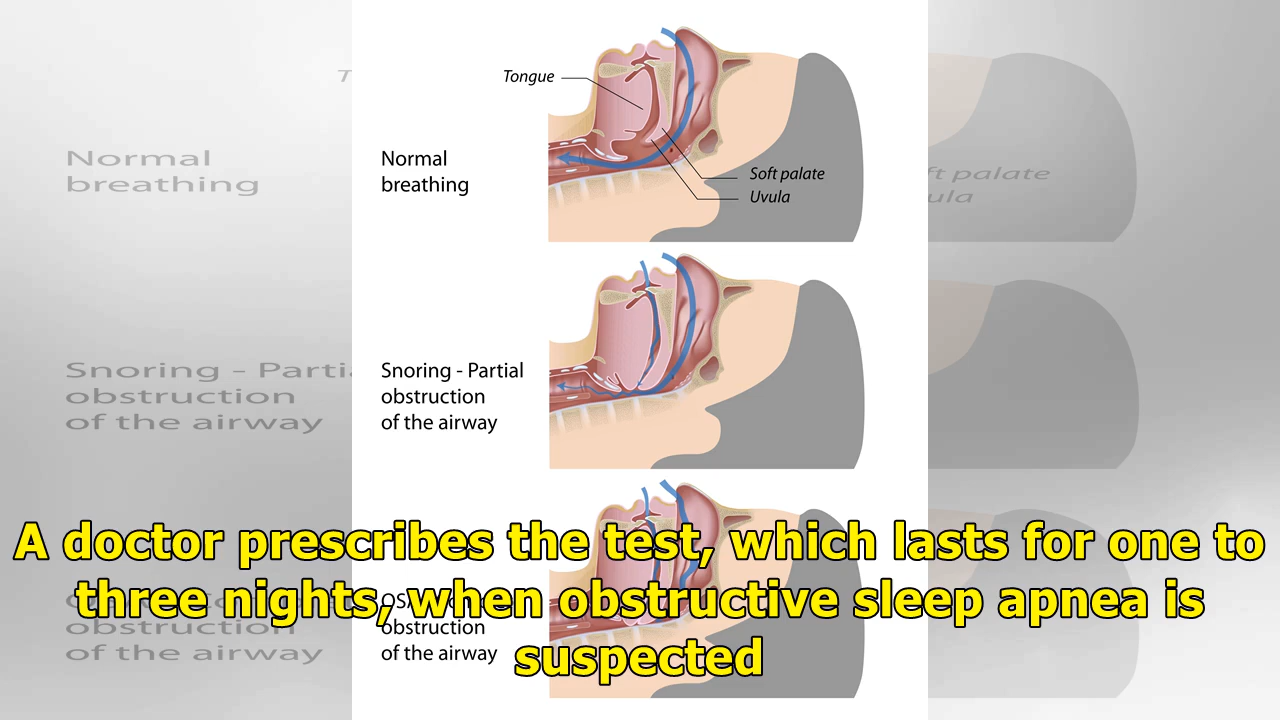 Tongue
Normal
breathing
Soft palate
Uvula
Snoring - Partial
obstruction
of the airway
A doctor prescribes the test, which lasts for one to
three nights, when obstructive sleep apnea is
suspected
obstruction
of the airway
Normal
breathing
Snoring - Parti
obstruction
of the airway
obstruction
of the airway
ft palate
ula